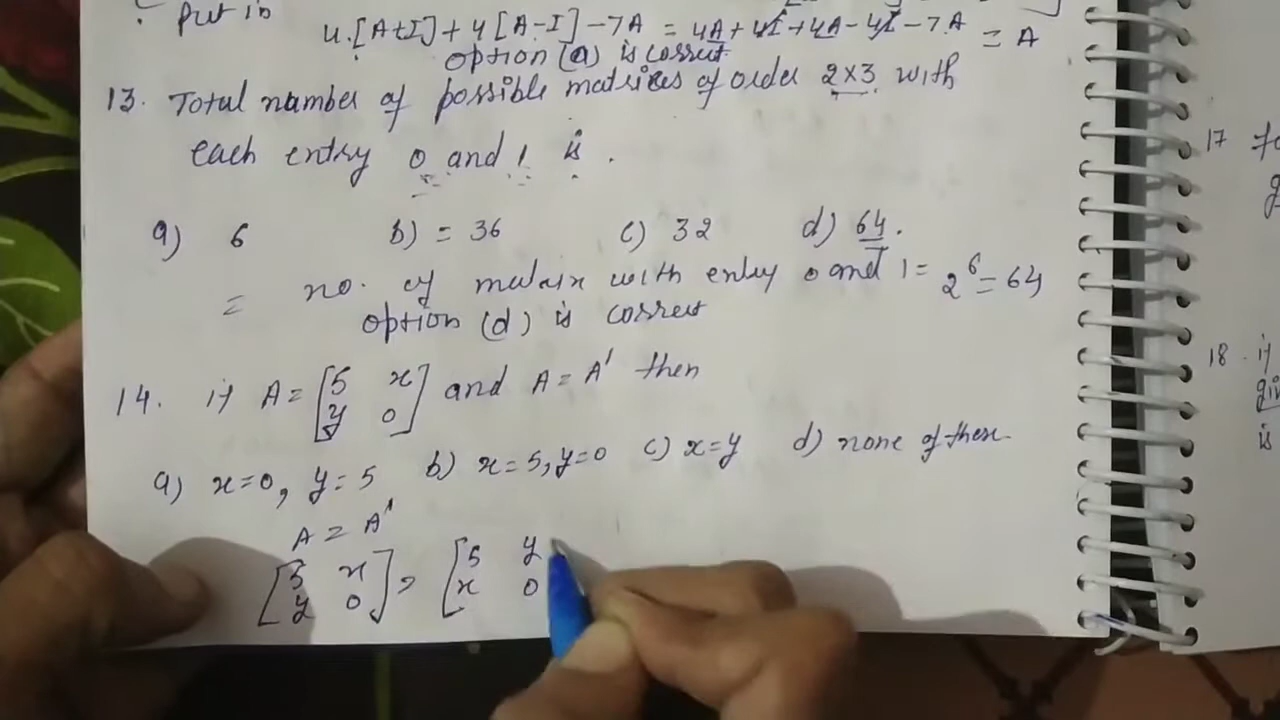 Put in
4.[A+I]+4[A-I]-7A = 4A+4I+4A-4I-7A = A
option (a) is correct
13. Total number of possible matrices of order 2×3 with
each entry 0 and 1 is .
a) 6 b) = 36 c) 32 d) 64.
= no. of matrix with entry 0 and 1 = 2^6 = 64
option (d) is correct
14. if A = [5 x] and A = A' then
[y 0]
a) x=0, y=5 b) x=5, y=0 c) x=y d) none of these
A = A'
[5 x] = [5 y
[y 0] [x 0
17
18. if
is